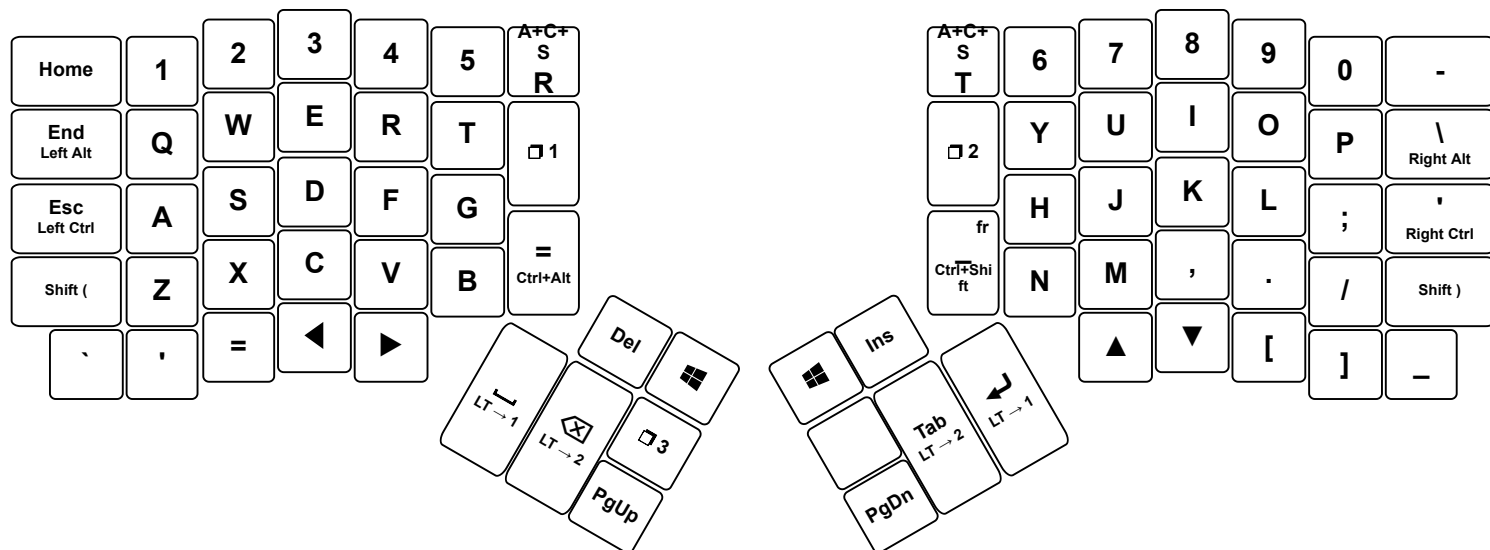 Home 1 2 3 4 5 A+C+
S
R
A+C+
S
T 6 7 8 9 0 -
End
Left Alt Q W E R T 1
2 Y U I O P \
Right Alt
Esc
Left Ctrl A S D F G
H J K L ; '
Right Ctrl
Shift ( Z X C V B =
Ctrl+Alt
fr
_
Ctrl+Shi
ft
N M , . / Shift )
` ' = ◀ ▶
▲ ▼ [ ] _
Del
LT → 1
LT → 2
3
PgUp
Ins
LT → 1
Tab
LT → 2
PgDn